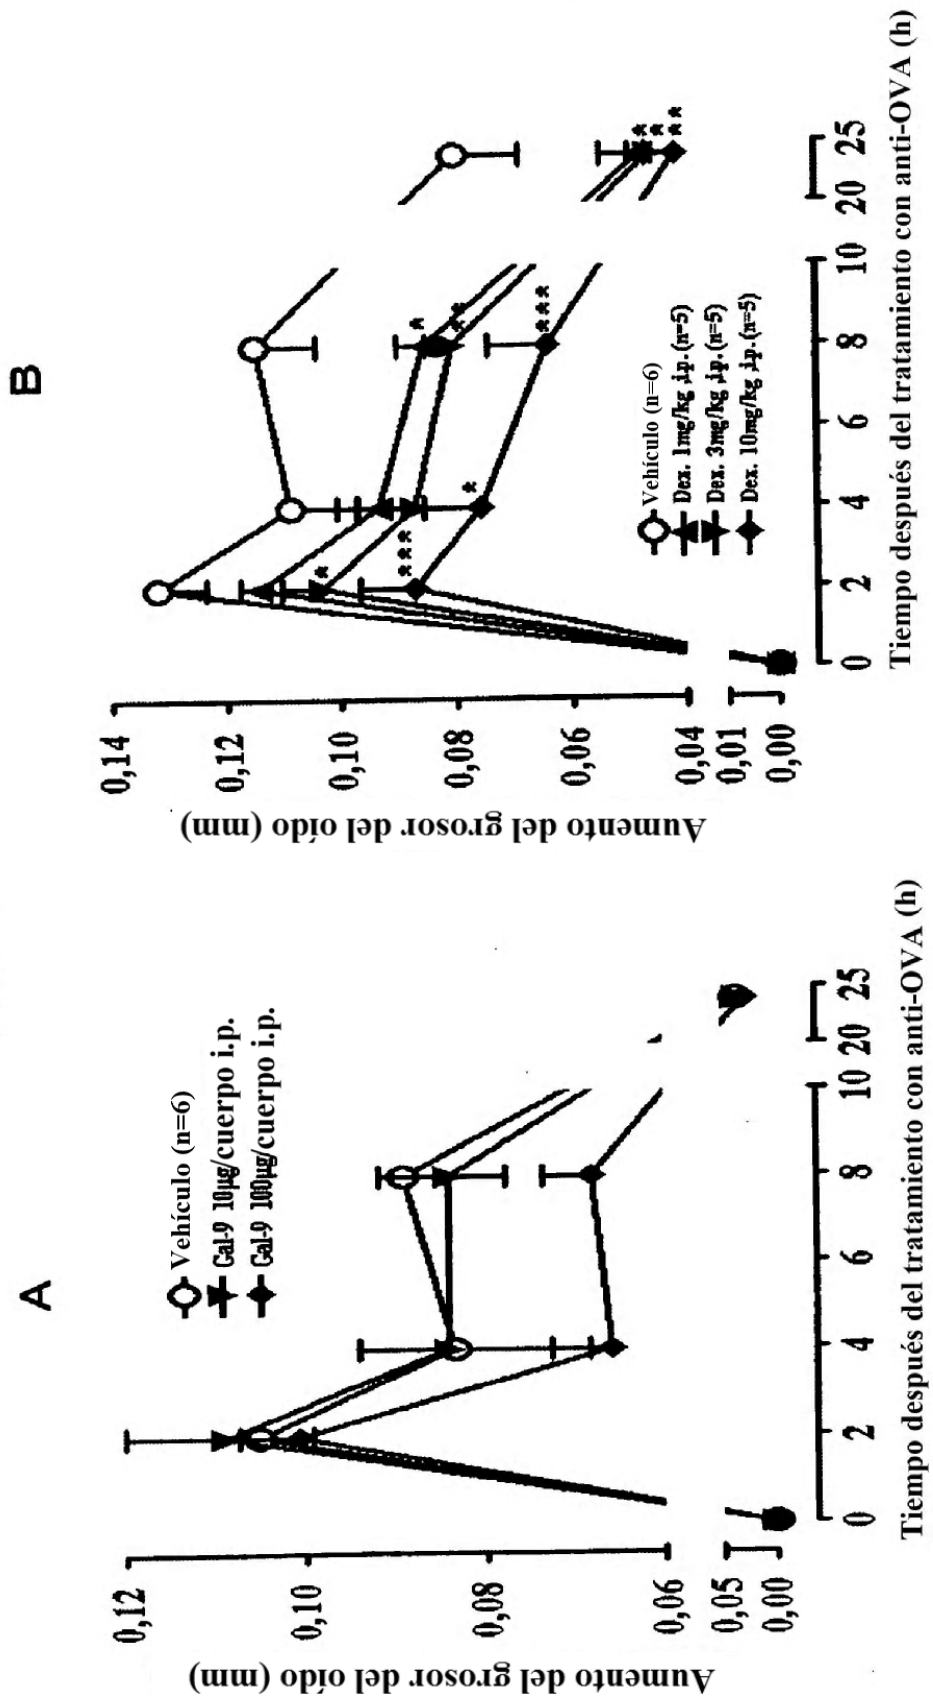 A
Aumento del grosor del oído (mm)
0,12
0,10
0,08
0,06
0,05
0,00
Vehículo (n=6)
Gal-9 10µg/cuerpo i.p.
Gal-9 100µg/cuerpo i.p.
0 2 4 6 8 10 20 25
Tiempo después del tratamiento con anti-OVA (h)
B
Aumento del grosor del oído (mm)
0,14
0,12
0,10
0,08
0,06
0,04
0,01
0,00
*
***
*
*
**
***
**
*
**
Vehículo (n=6)
Dex. 1mg/kg i.p.(n=5)
Dex. 3mg/kg i.p.(n=5)
Dex. 10mg/kg i.p.(n=5)
0 2 4 6 8 10 20 25
Tiempo después del tratamiento con anti-OVA (h)